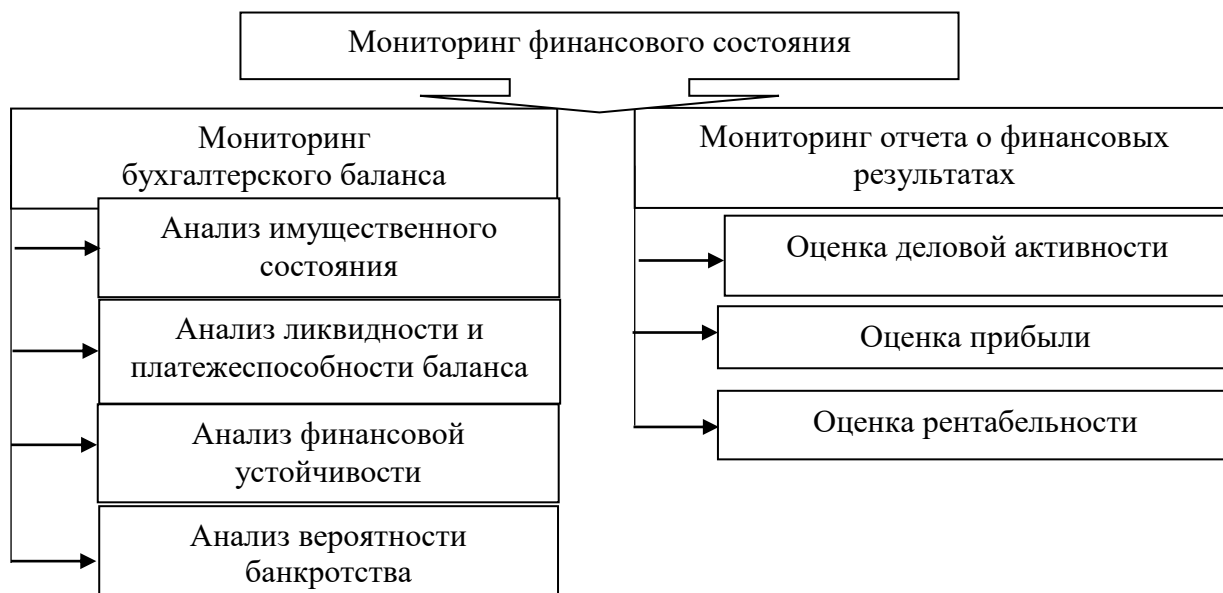 Мониторинг финансового состояния
Мониторинг
бухгалтерского баланса
Анализ имущественного
состояния
Анализ ликвидности и
платежеспособности баланса
Анализ финансовой
устойчивости
Анализ вероятности
банкротства
Мониторинг отчета о финансовых
результатах
Оценка деловой активности
Оценка прибыли
Оценка рентабельности